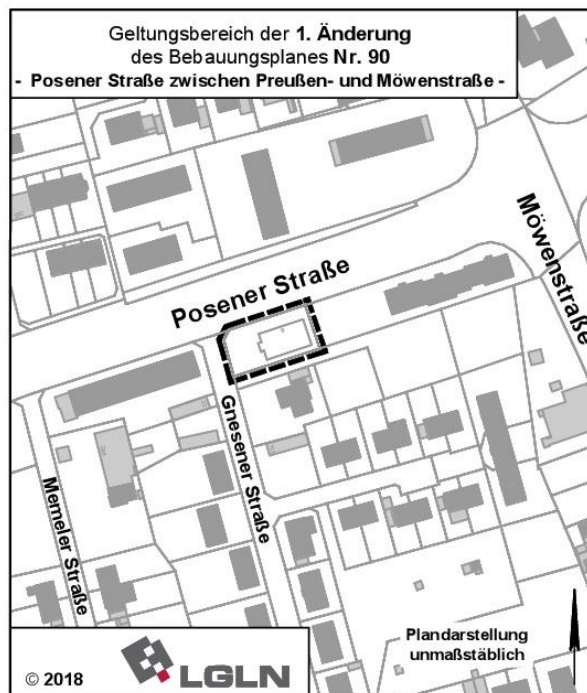 Geltungsbereich der 1. Änderung
des Bebauungsplanes Nr. 90
- Posener Straße zwischen Preußen- und Möwenstraße -
Möwenstraße
Posener Straße
Gnesener Straße
Memeler Straße
Plandarstellung
unmaßstäblich
© 2018
LGLN